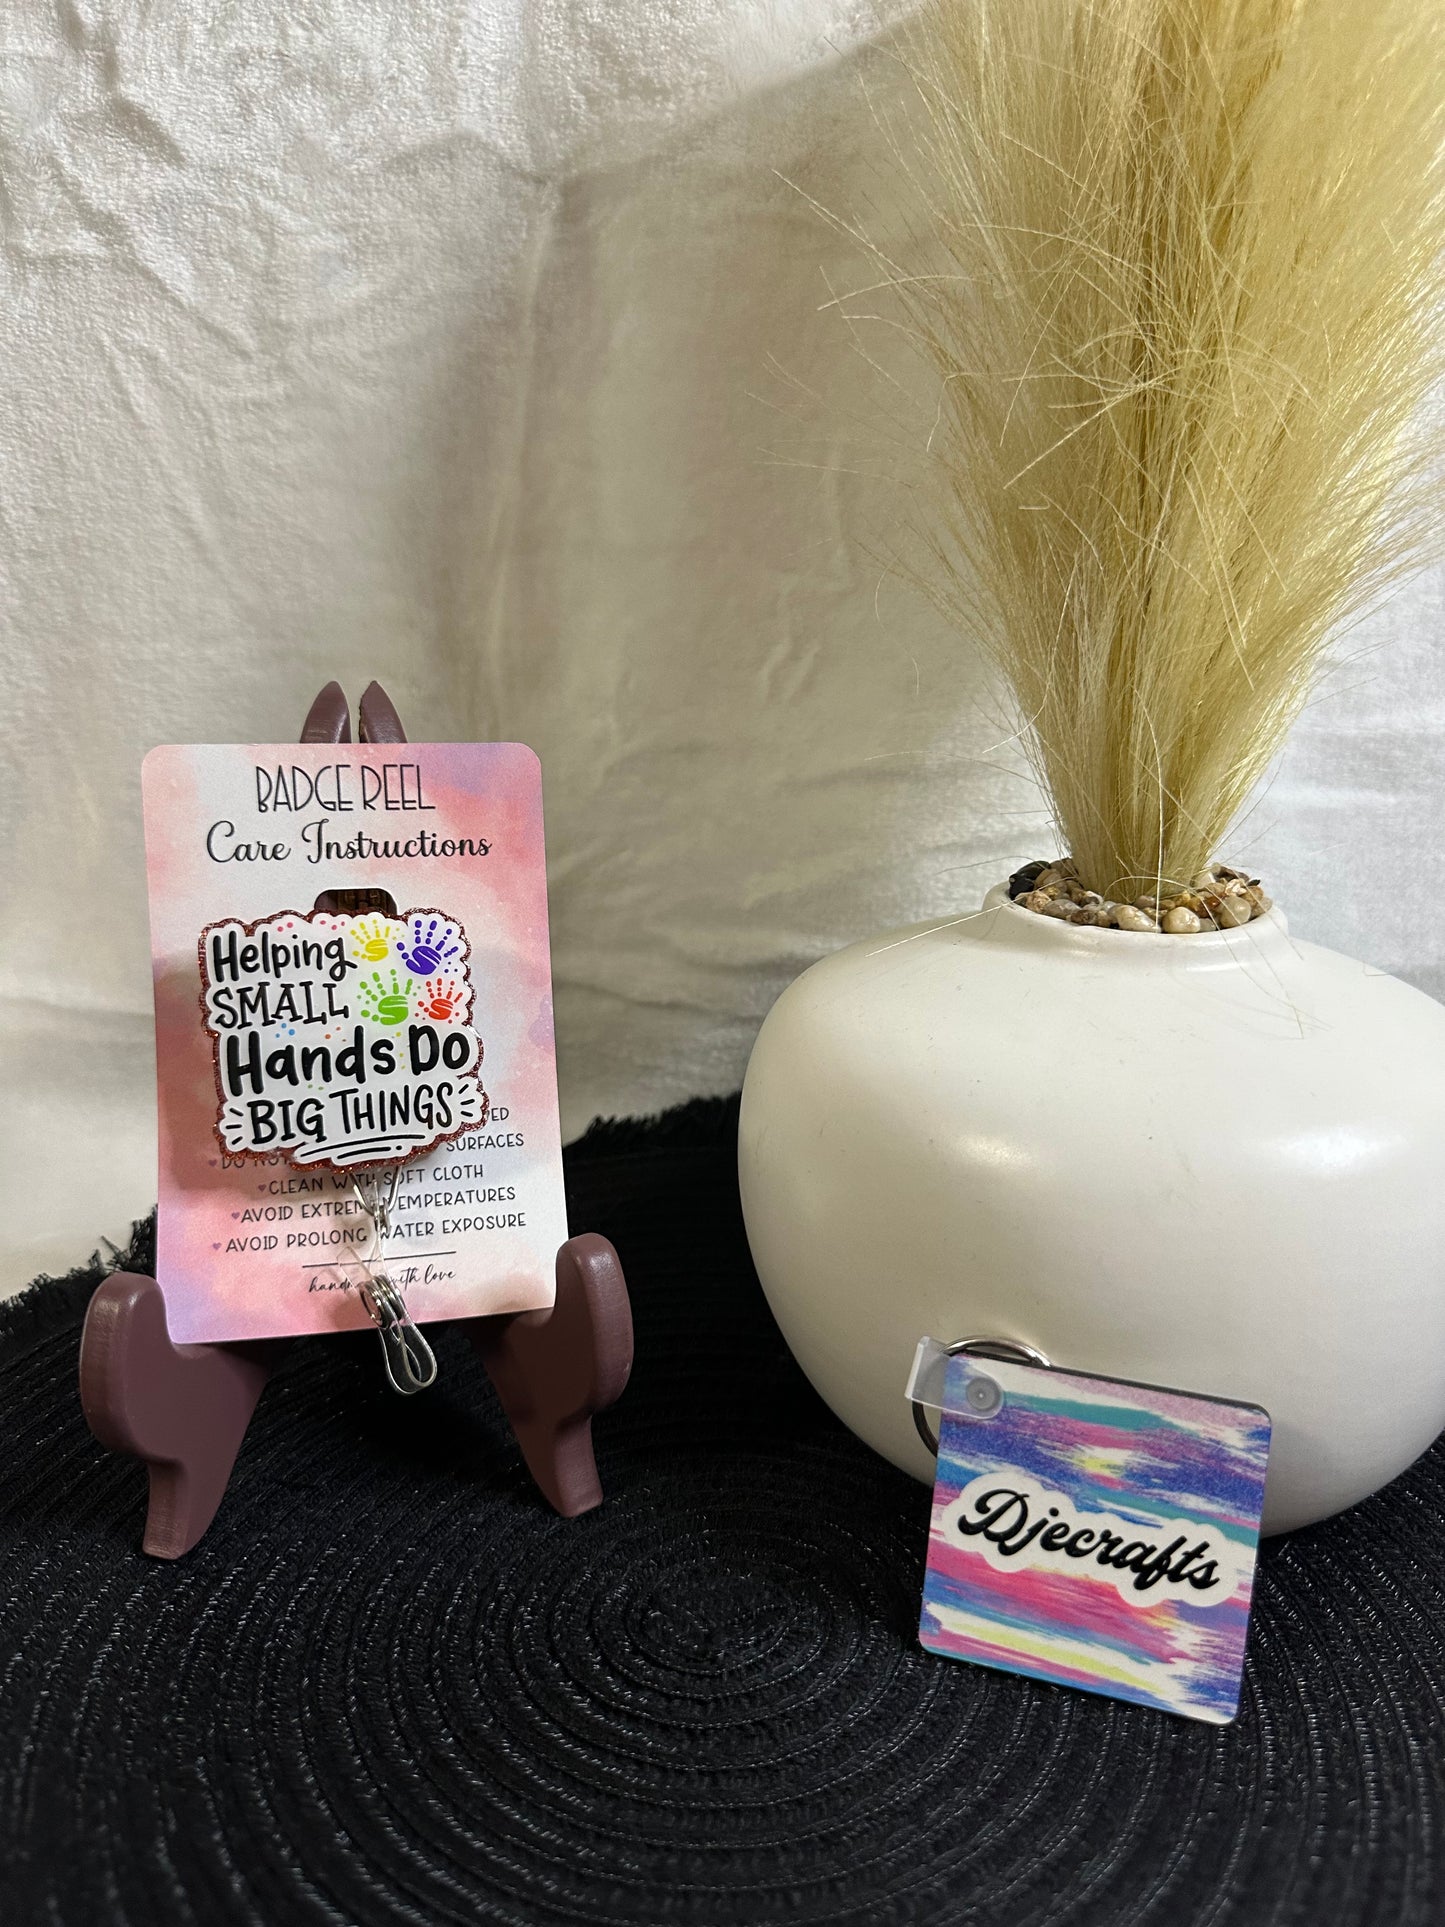 BADGE REEL
Care Instructions
Helping
SMALL
Hands Do
BIG THINGS
SURFACES
CLEAN WITH SOFT CLOTH
AVOID EXTREME TEMPERATURES
AVOID PROLONG WATER EXPOSURE
handmade with love
Djecrafts